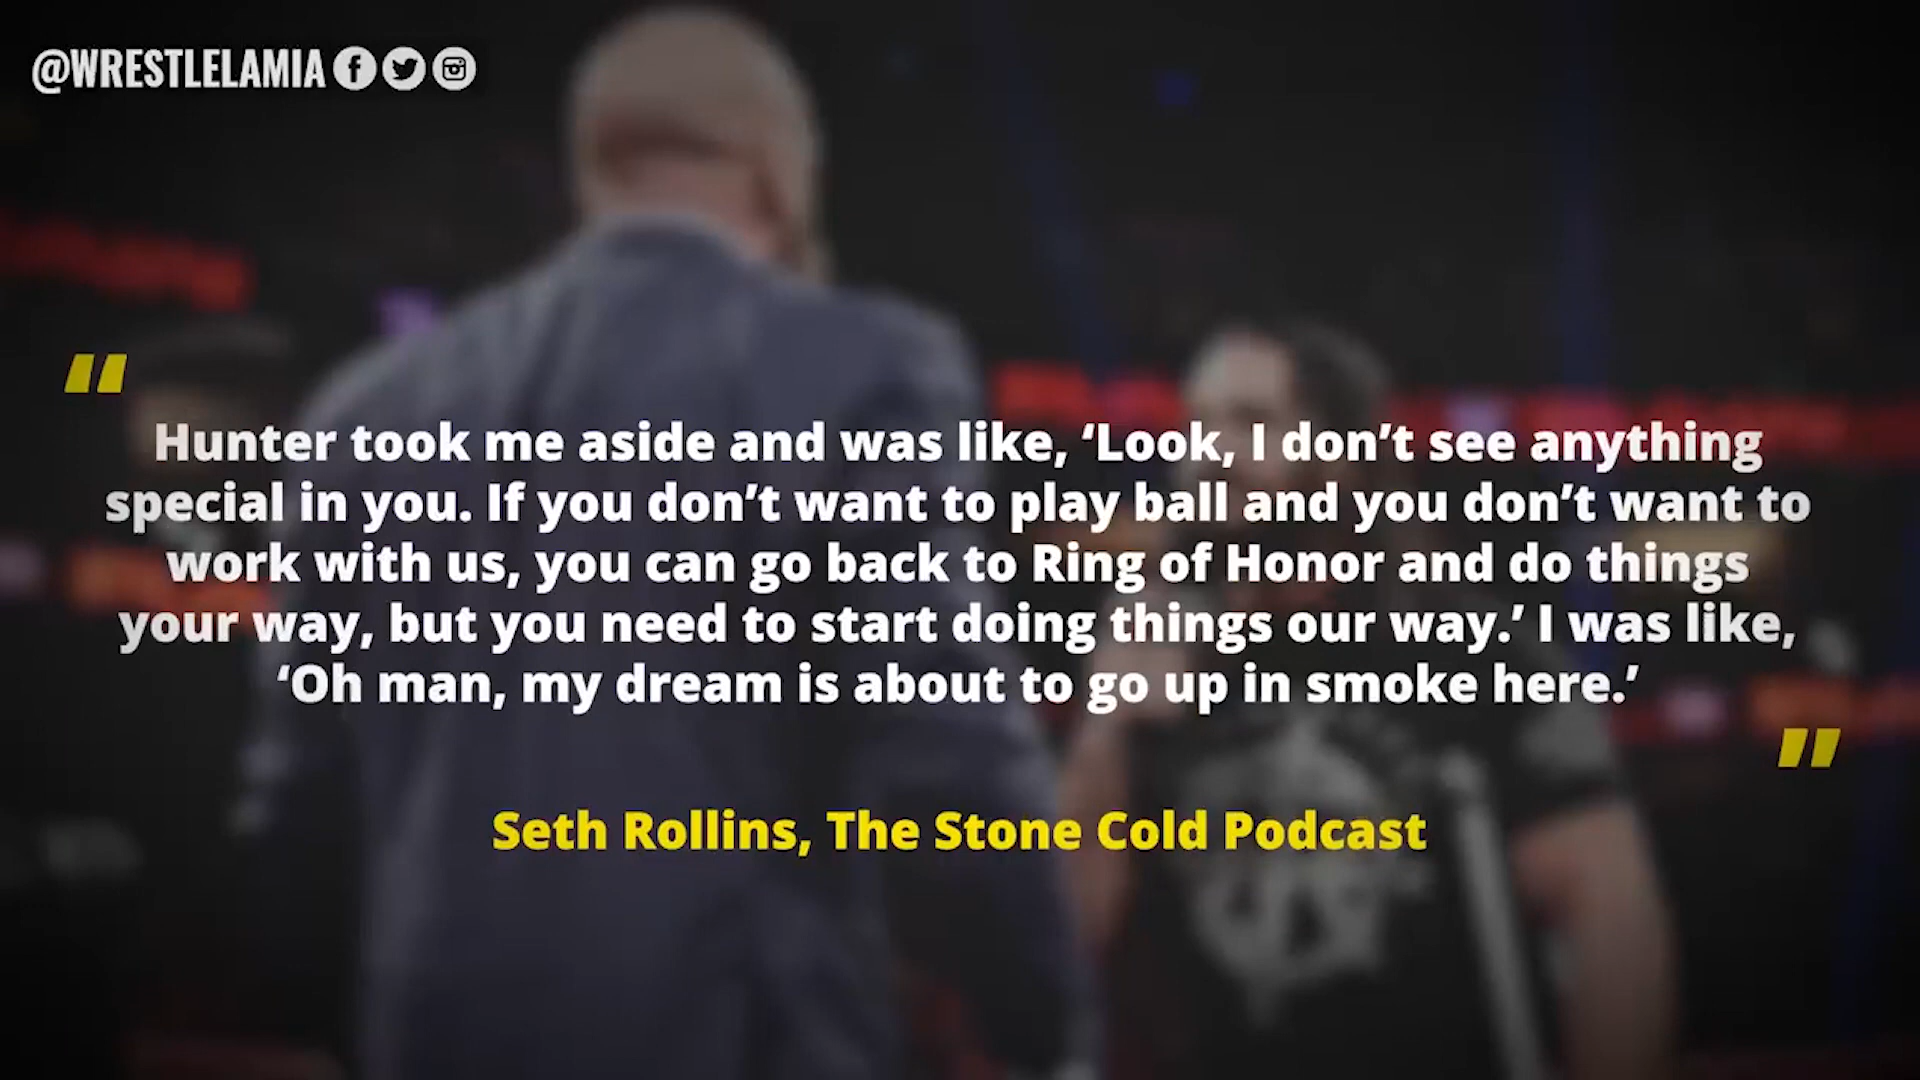 @WRESTLELAMIA
“
Hunter took me aside and was like, ‘Look, I don’t see anything
special in you. If you don’t want to play ball and you don’t want to
work with us, you can go back to Ring of Honor and do things
your way, but you need to start doing things our way.’ I was like,
‘Oh man, my dream is about to go up in smoke here.’
”
Seth Rollins, The Stone Cold Podcast